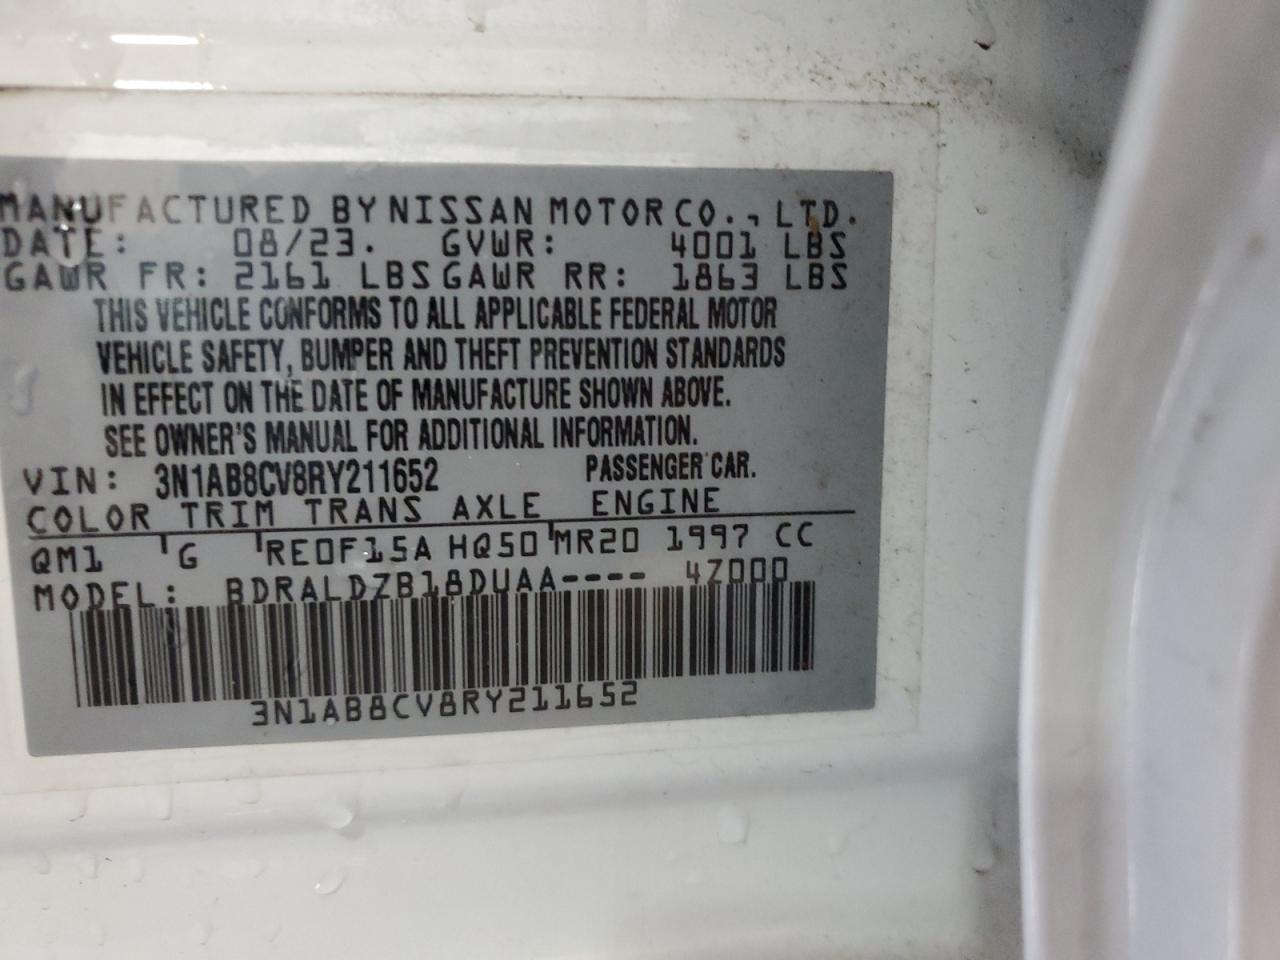 MANUFACTURED BY NISSAN MOTOR CO., LTD.
DATE: 08/23. GVWR: 4001 LBS
GAWR FR: 2161 LBS GAWR RR: 1863 LBS
THIS VEHICLE CONFORMS TO ALL APPLICABLE FEDERAL MOTOR
VEHICLE SAFETY, BUMPER AND THEFT PREVENTION STANDARDS
IN EFFECT ON THE DATE OF MANUFACTURE SHOWN ABOVE.
SEE OWNER'S MANUAL FOR ADDITIONAL INFORMATION.
VIN: 3N1AB8CV8RY211652 PASSENGER CAR.
COLOR TRIM TRANS AXLE ENGINE
QM1 G RE0F15A HQ50 MR20 1997 CC
MODEL: BDRALDZB18DUAA---- 4Z000
3N1AB8CV8RY211652